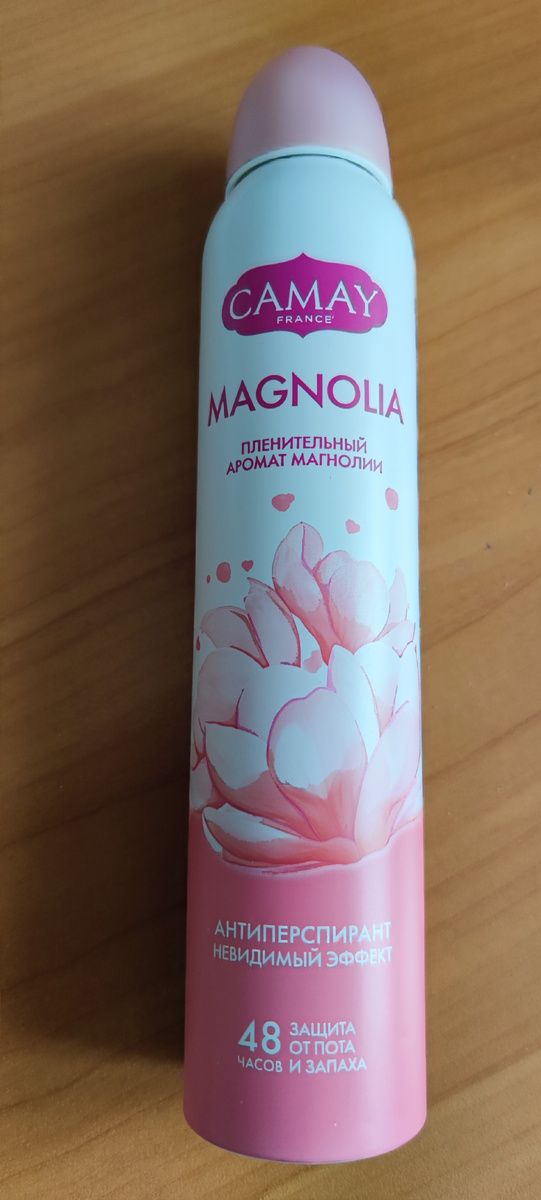 CAMAY
FRANCE'
MAGNOLIA
ПЛЕНИТЕЛЬНЫЙ
АРОМАТ МАГНОЛИИ
АНТИПЕРСПИРАНТ
НЕВИДИМЫЙ ЭФФЕКТ
48 ЗАЩИТА
ОТ ПОТА
ЧАСОВ И ЗАПАХА